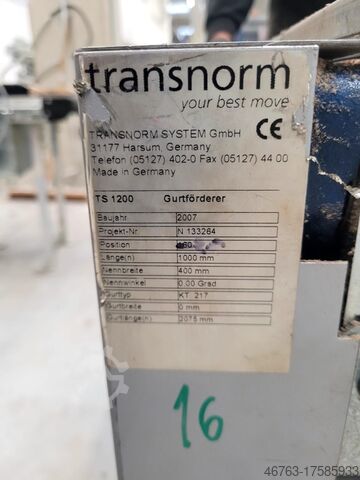 transnorm
your best move
TRANSNORM SYSTEM GmbH CE
31177 Harsum, Germany
Telefon (05127) 402-0 Fax (05127) 44 00
Made in Germany
TS 1200 Gurtförderer
Baujahr 2007
Projekt-Nr N 133264
Position
Länge(n) 1000 mm
Nennbreite 400 mm
Nennwinkel 0,00 Grad
Gurttyp KT 217
Gurtbreite 0 mm
Gurtlänge(n) 2075 mm
16
46763-17585933